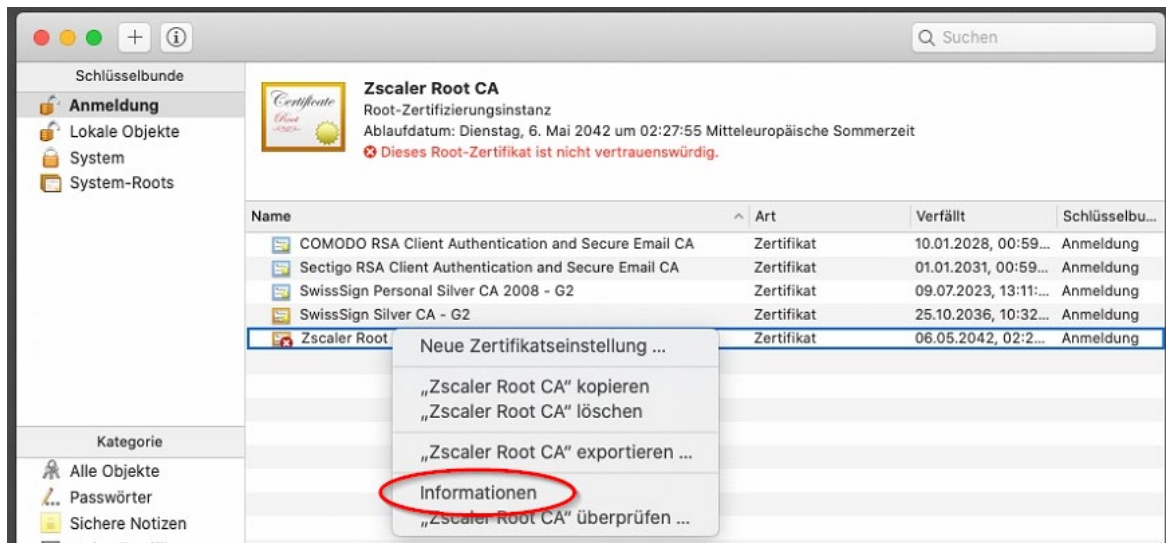 Suchen
Schlüsselbunde
Anmeldung
Lokale Objekte
System
System-Roots
Certificate
Root
Zscaler Root CA
Root-Zertifizierungsinstanz
Ablaufdatum: Dienstag, 6. Mai 2042 um 02:27:55 Mitteleuropäische Sommerzeit
Dieses Root-Zertifikat ist nicht vertrauenswürdig.
Name Art Verfällt Schlüsselbu...
COMODO RSA Client Authentication and Secure Email CA Zertifikat 10.01.2028, 00:59... Anmeldung
Sectigo RSA Client Authentication and Secure Email CA Zertifikat 01.01.2031, 00:59... Anmeldung
SwissSign Personal Silver CA 2008 - G2 Zertifikat 09.07.2023, 13:11:... Anmeldung
SwissSign Silver CA - G2 Zertifikat 25.10.2036, 10:32... Anmeldung
Zscaler Root Zertifikat 06.05.2042, 02:2... Anmeldung
Neue Zertifikatseinstellung ...
„Zscaler Root CA“ kopieren
„Zscaler Root CA“ löschen
„Zscaler Root CA“ exportieren ...
Informationen
„Zscaler Root CA“ überprüfen ...
Kategorie
Alle Objekte
Passwörter
Sichere Notizen